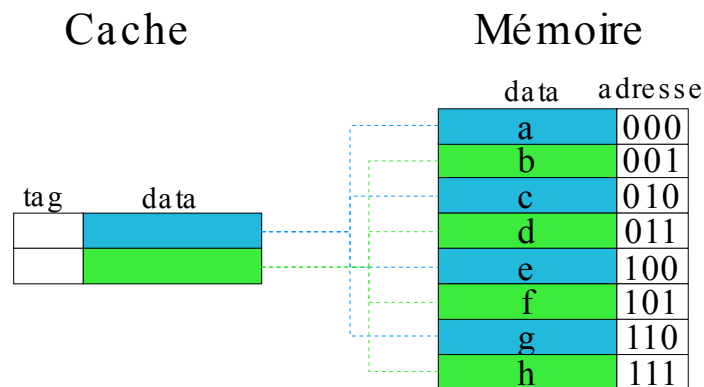 Cache Mémoire
data adresse
a 000
b 001
tag data c 010
d 011
e 100
f 101
g 110
h 111